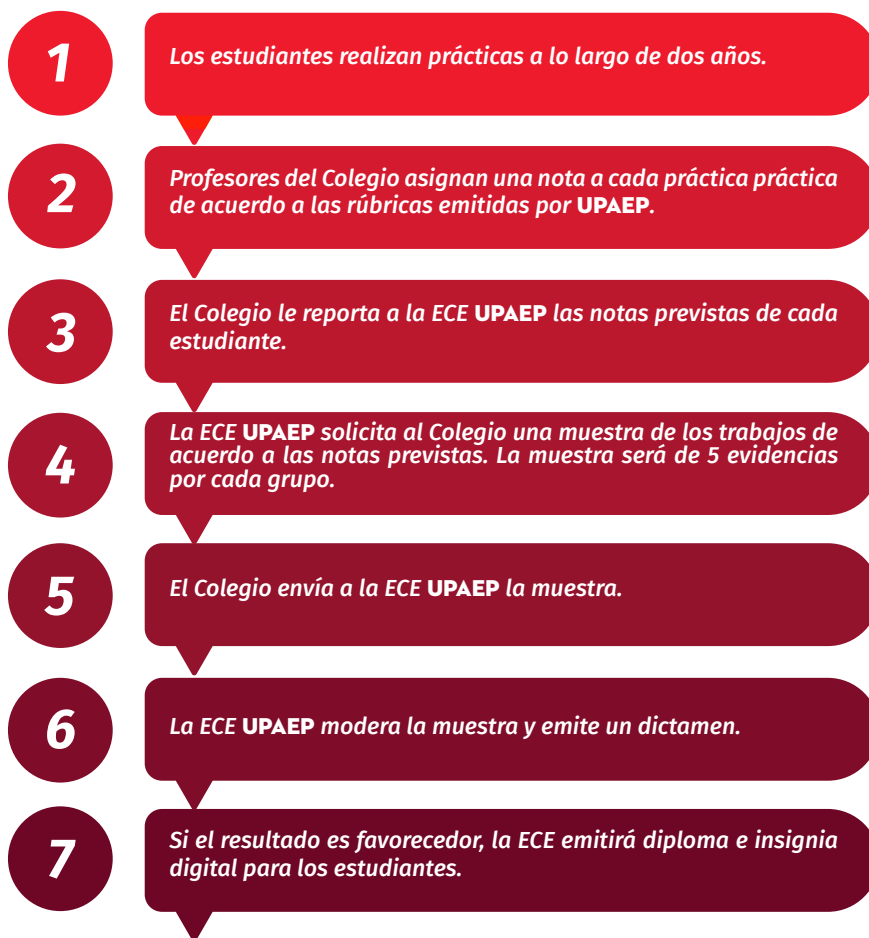 1
Los estudiantes realizan prácticas a lo largo de dos años.
2
Profesores del Colegio asignan una nota a cada práctica práctica
de acuerdo a las rúbricas emitidas por UPAEP.
3
El Colegio le reporta a la ECE UPAEP las notas previstas de cada
estudiante.
4
La ECE UPAEP solicita al Colegio una muestra de los trabajos de
acuerdo a las notas previstas. La muestra será de 5 evidencias
por cada grupo.
5
El Colegio envía a la ECE UPAEP la muestra.
6
La ECE UPAEP modera la muestra y emite un dictamen.
7
Si el resultado es favorecedor, la ECE emitirá diploma e insignia
digital para los estudiantes.